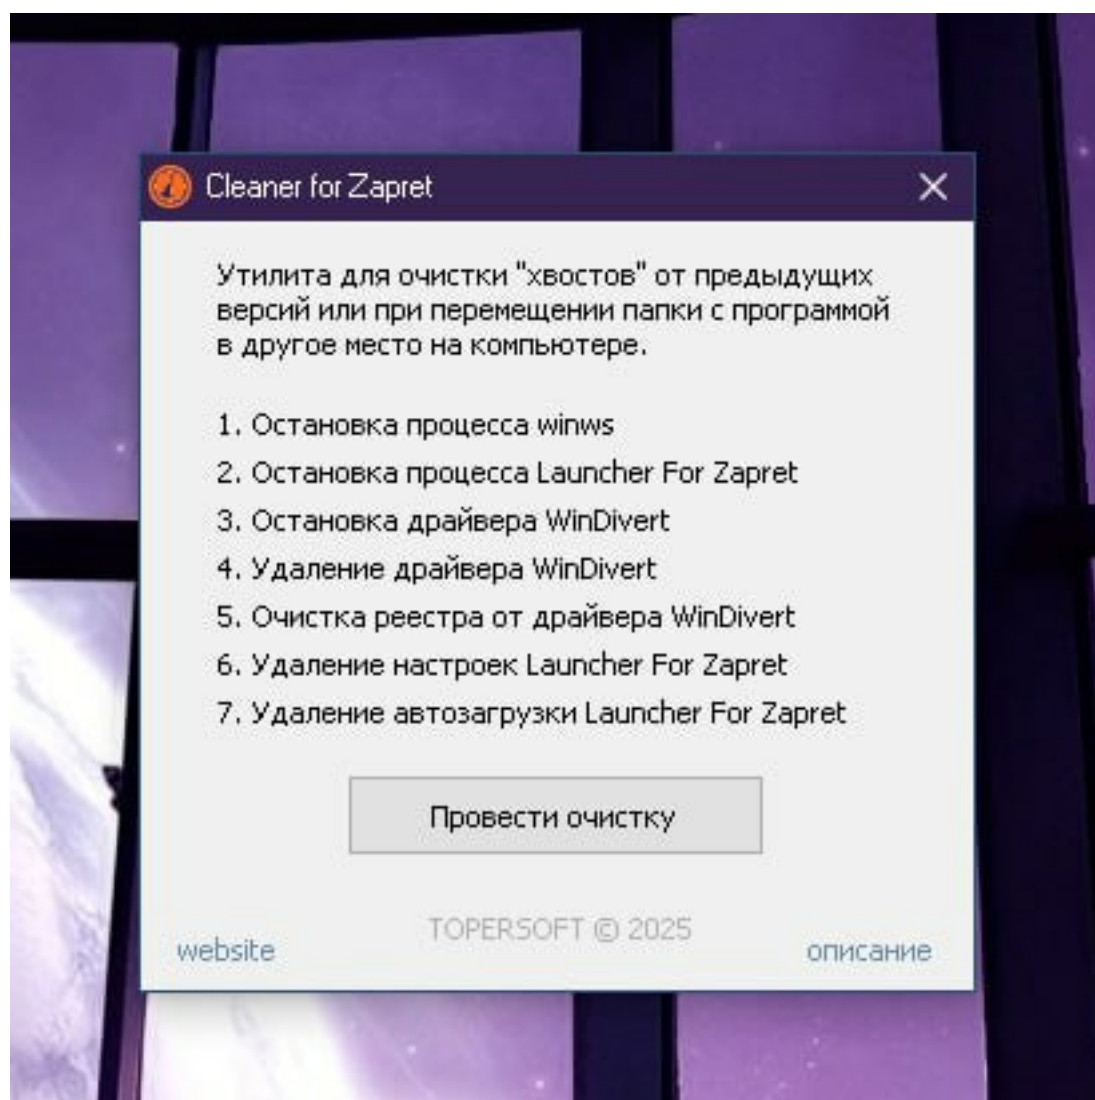 Cleaner for Zapret
Утилита для очистки "хвостов" от предыдущих
версий или при перемещении папки с программой
в другое место на компьютере.
1. Остановка процесса winws
2. Остановка процесса Launcher For Zapret
3. Остановка драйвера WinDivert
4. Удаление драйвера WinDivert
5. Очистка реестра от драйвера WinDivert
6. Удаление настроек Launcher For Zapret
7. Удаление автозагрузки Launcher For Zapret
Провести очистку
TOPERSOFT © 2025
website
описание